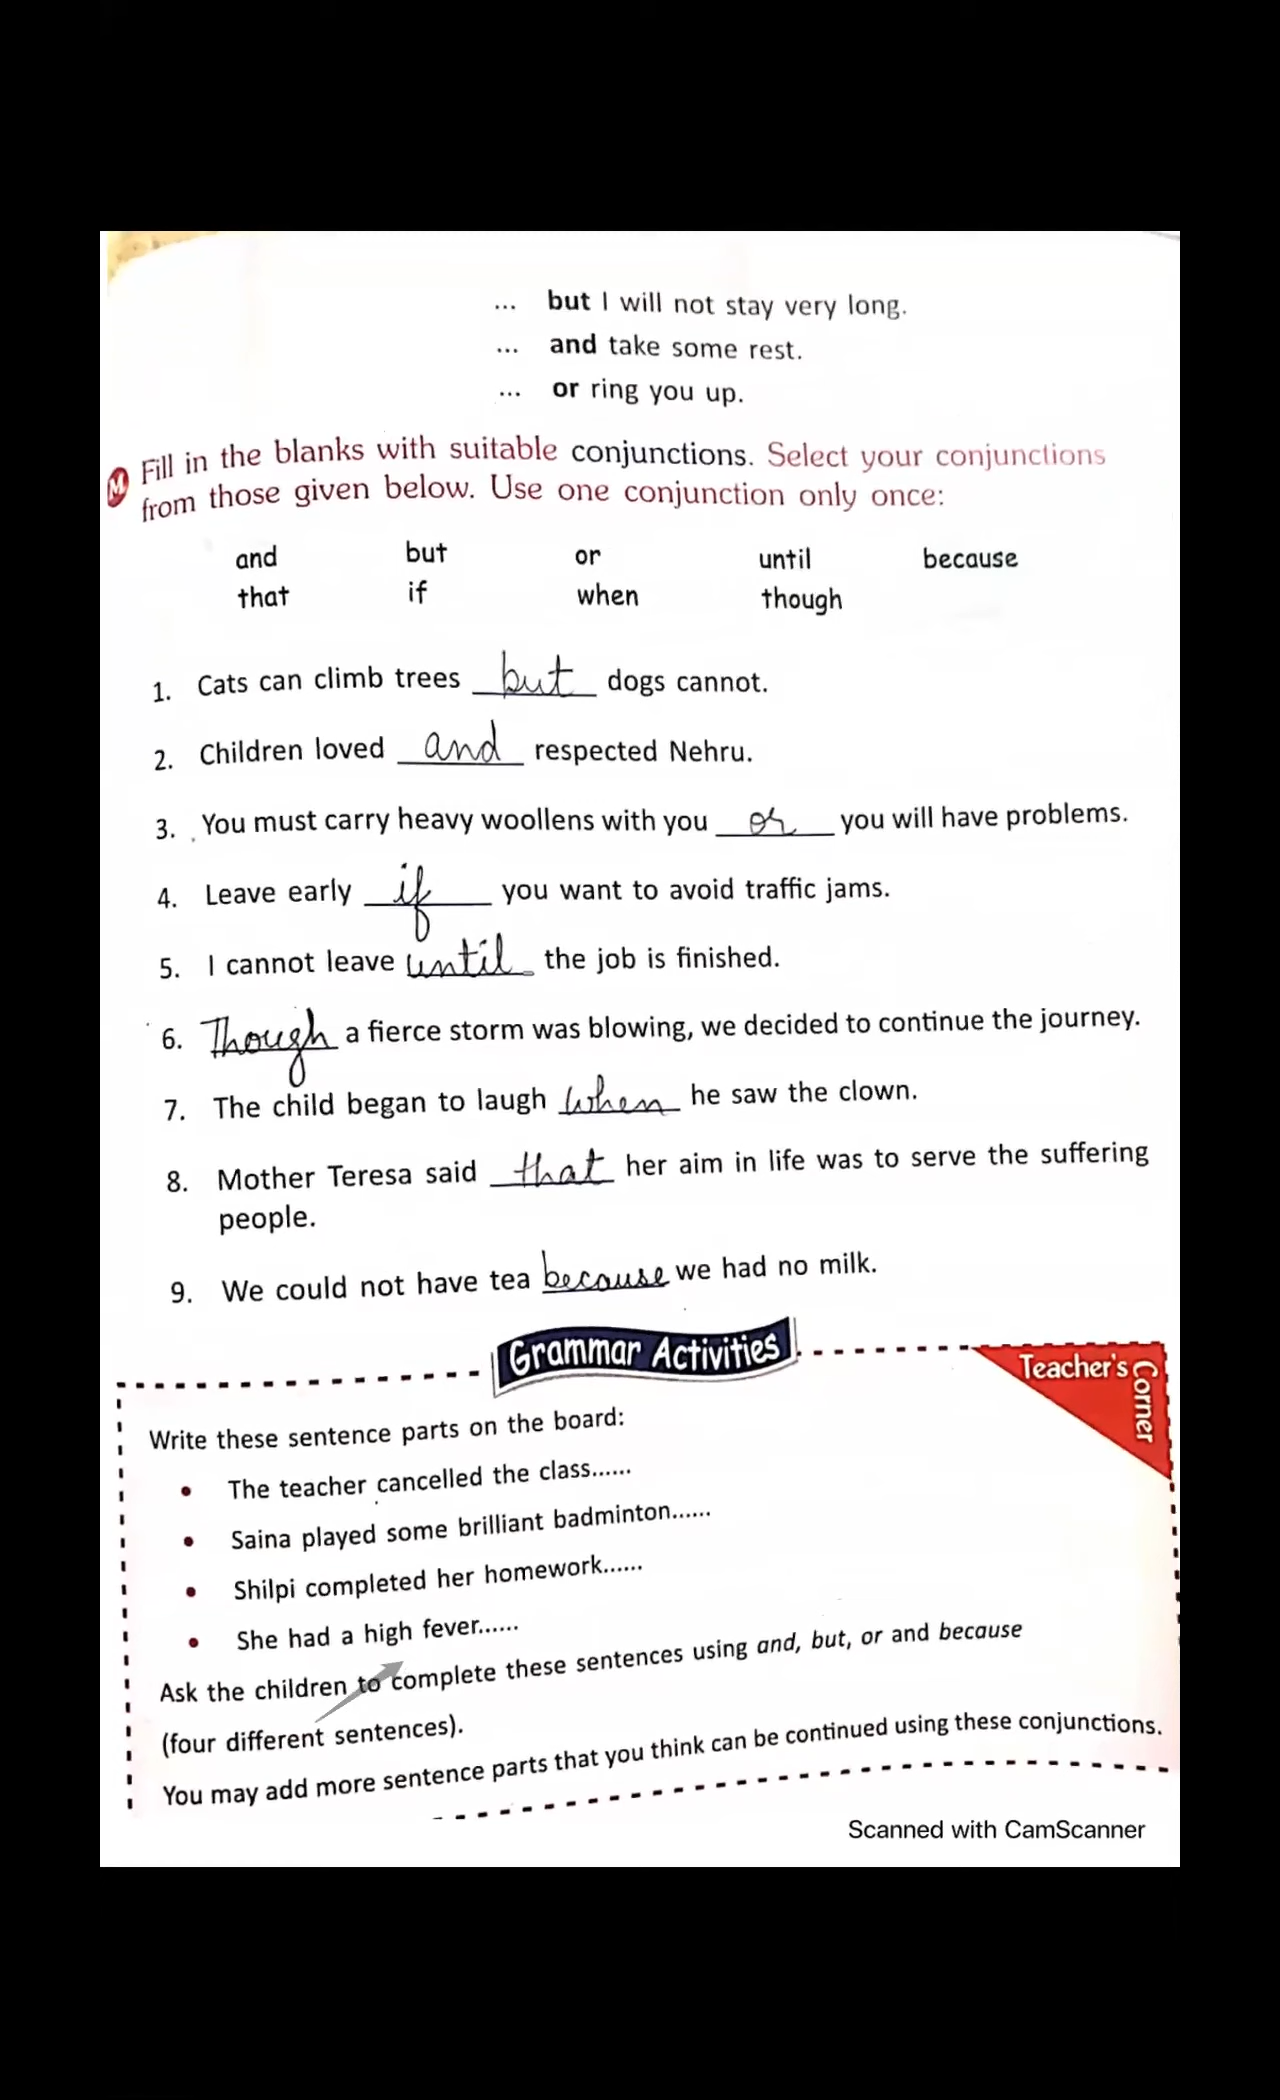 ... but I will not stay very long.
... and take some rest.
... or ring you up.
M Fill in the blanks with suitable conjunctions. Select your conjunctions
from those given below. Use one conjunction only once:
and but or until because
that if when though
1. Cats can climb trees but dogs cannot.
2. Children loved and respected Nehru.
3. You must carry heavy woollens with you or you will have problems.
4. Leave early if you want to avoid traffic jams.
5. I cannot leave until the job is finished.
6. Though a fierce storm was blowing, we decided to continue the journey.
7. The child began to laugh when he saw the clown.
8. Mother Teresa said that her aim in life was to serve the suffering
people.
9. We could not have tea because we had no milk.
Grammar Activities
Teacher's Corner
Write these sentence parts on the board:
• The teacher cancelled the class......
• Saina played some brilliant badminton......
• Shilpi completed her homework......
• She had a high fever......
Ask the children to complete these sentences using and, but, or and because
(four different sentences).
You may add more sentence parts that you think can be continued using these conjunctions.
Scanned with CamScanner